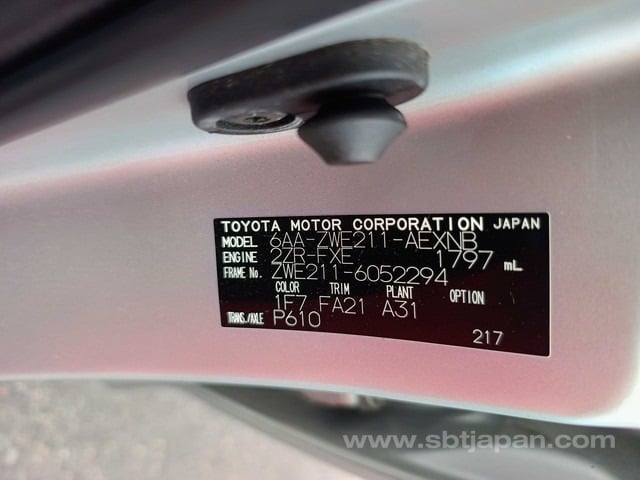 TOYOTA MOTOR CORPORATION JAPAN
MODEL 6AA-ZWE211-AEXNB
ENGINE 2ZR-FXE 1797 mL
FRAME No. ZWE211-6052294
COLOR TRIM PLANT OPTION
1F7 FA21 A31
TRANS./AXLE P610
217
www.sbtjapan.com